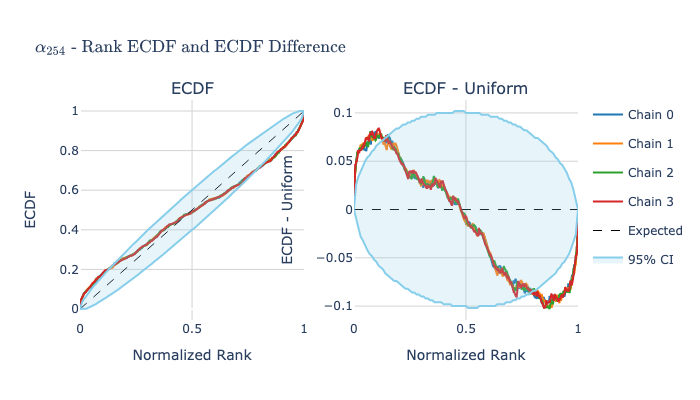 α254 - Rank ECDF and ECDF Difference
ECDF
ECDF
1
0.8
0.6
0.4
0.2
0
0
0.5
1
Normalized Rank
ECDF - Uniform
ECDF - Uniform
0.1
0.05
0
−0.05
−0.1
0
0.5
1
Normalized Rank
Chain 0
Chain 1
Chain 2
Chain 3
Expected
95% CI